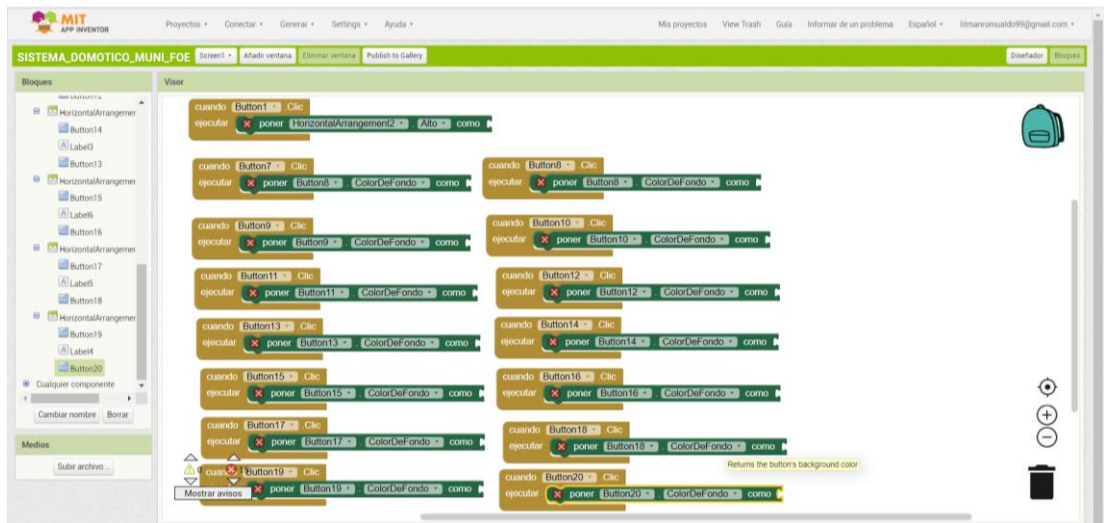 MIT
APP INVENTOR
Proyectos Conectar Generar Settings Ayuda Mis proyectos View Trash Guía Informar de un problema Español litmanromualdo99@gmail.com
SISTEMA_DOMOTICO_MUNI_FOE Screen1 Añadir ventana Eliminar ventana Publish to Gallery Diseñador Bloques
Bloques
HorizontalArrangemer
Button14
Label3
Button13
HorizontalArrangemer
Button15
Label6
Button16
HorizontalArrangemer
Button17
Label5
Button18
HorizontalArrangemer
Button19
Label4
Button20
Cualquier componente
Cambiar nombre Borrar
Medios
Subir archivo...
Visor
cuando Button1 .Clic
ejecutar poner HorizontalArrangement2 . Alto como
cuando Button7 .Clic
ejecutar poner Button8 . ColorDeFondo como
cuando Button8 .Clic
ejecutar poner Button8 . ColorDeFondo como
cuando Button9 .Clic
ejecutar poner Button9 . ColorDeFondo como
cuando Button10 .Clic
ejecutar poner Button10 . ColorDeFondo como
cuando Button11 .Clic
ejecutar poner Button11 . ColorDeFondo como
cuando Button12 .Clic
ejecutar poner Button12 . ColorDeFondo como
cuando Button13 .Clic
ejecutar poner Button13 . ColorDeFondo como
cuando Button14 .Clic
ejecutar poner Button14 . ColorDeFondo como
cuando Button15 .Clic
ejecutar poner Button15 . ColorDeFondo como
cuando Button16 .Clic
ejecutar poner Button16 . ColorDeFondo como
cuando Button17 .Clic
ejecutar poner Button17 . ColorDeFondo como
cuando Button18 .Clic
ejecutar poner Button18 . ColorDeFondo como
Returns the button's background color
Button19 .Clic
poner Button19 . ColorDeFondo como
cuando Button20 .Clic
ejecutar poner Button20 . ColorDeFondo como
Mostrar avisos